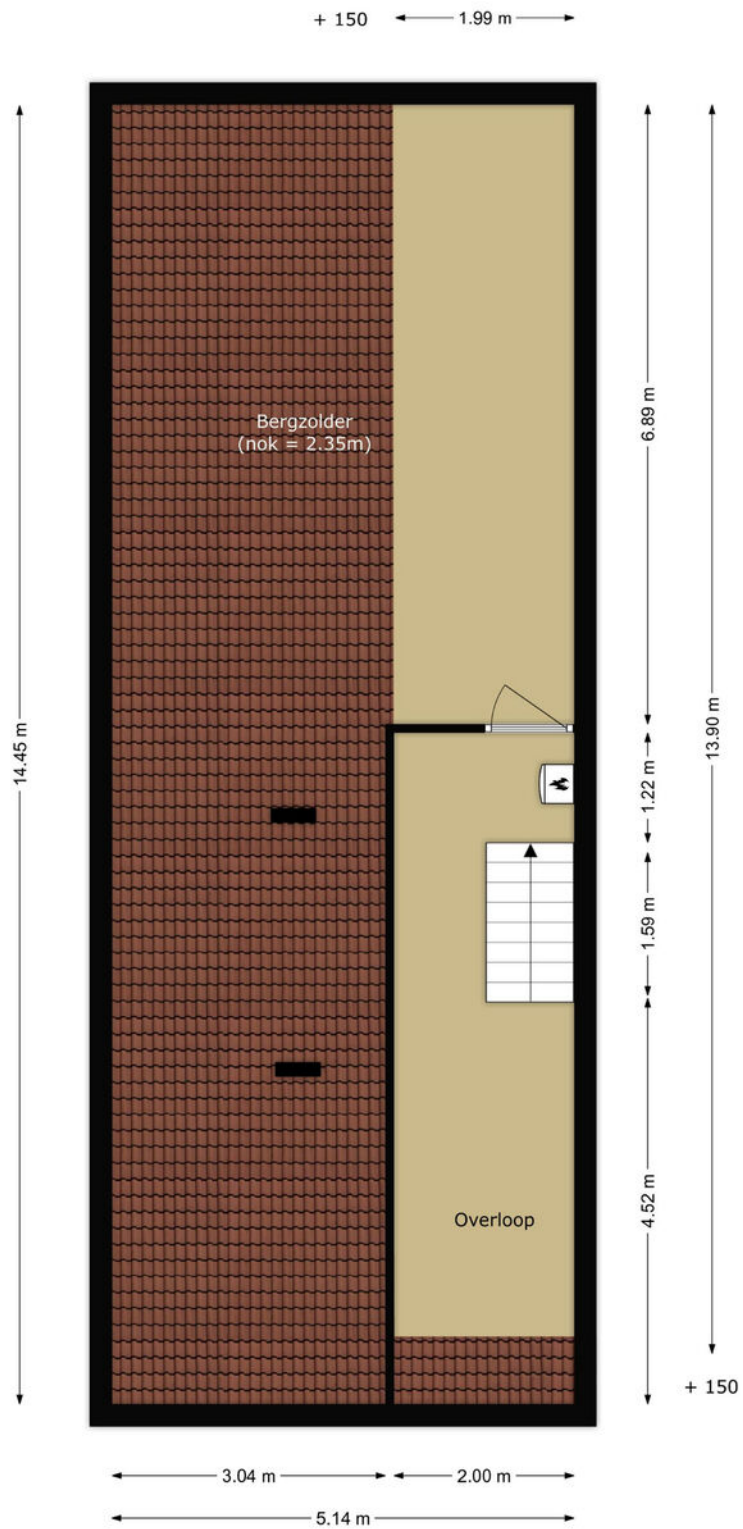 + 150
1.99 m
Bergzolder
(nok = 2.35m)
6.89 m
14.45 m
13.90 m
1.22 m
1.59 m
4.52 m
Overloop
+ 150
3.04 m
2.00 m
5.14 m